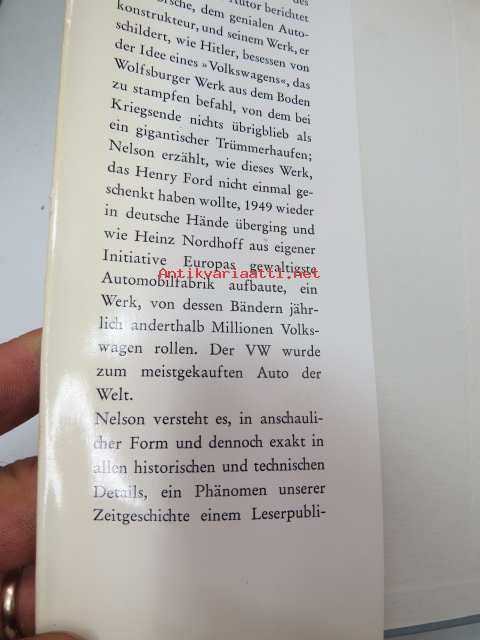 des
Autor berichtet
rsche, dem genialen Auto-
konstrukteur, und seinem Werk, er
schildert, wie Hitler, besessen von
der Idee eines »Volkswagens«, das
Wolfsburger Werk aus dem Boden
zu stampfen befahl, von dem bei
Kriegsende nichts übrigblieb als
ein gigantischer Trümmerhaufen;
Nelson erzählt, wie dieses Werk,
das Henry Ford nicht einmal ge-
schenkt haben wollte, 1949 wieder
in deutsche Hände überging und
wie Heinz Nordhoff aus eigener
Initiative Europas gewaltigste
Antikvariaatti.net
Automobilfabrik aufbaute, ein
Werk, von dessen Bändern jähr-
lich anderthalb Millionen Volks-
wagen rollen. Der VW wurde
zum meistgekauften Auto der
Welt.
Nelson versteht es, in anschauli-
cher Form und dennoch exakt in
allen historischen und technischen
Details, ein Phänomen unserer
Zeitgeschichte einem Leserpubli-